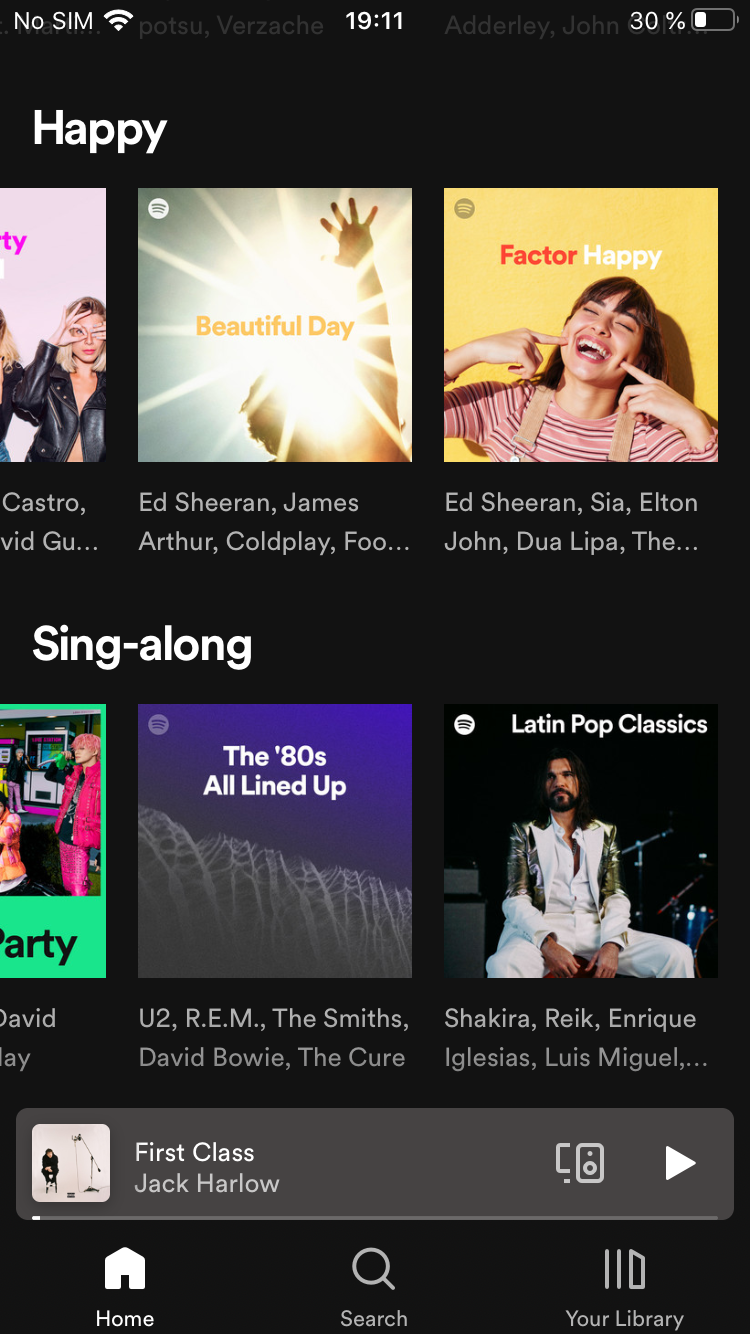 No SIM 19:11 30 %
potsu, Verzache Adderley, John
Happy
rty
Beautiful Day
Factor Happy
Castro,
vid Gu...
Ed Sheeran, James
Arthur, Coldplay, Foo...
Ed Sheeran, Sia, Elton
John, Dua Lipa, The...
Sing-along
Party
The '80s
All Lined Up
Latin Pop Classics
David
lay
U2, R.E.M., The Smiths,
David Bowie, The Cure
Shakira, Reik, Enrique
Iglesias, Luis Miguel,...
First Class
Jack Harlow
Home
Search
Your Library